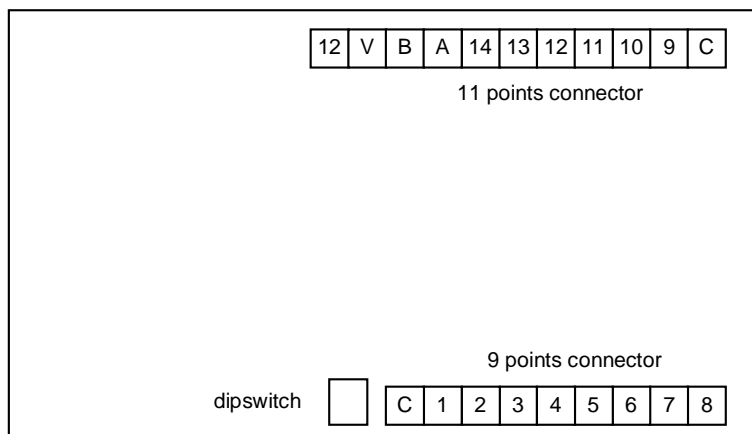 12 V B A 14 13 12 11 10 9 C
11 points connector
9 points connector
dipswitch C 1 2 3 4 5 6 7 8